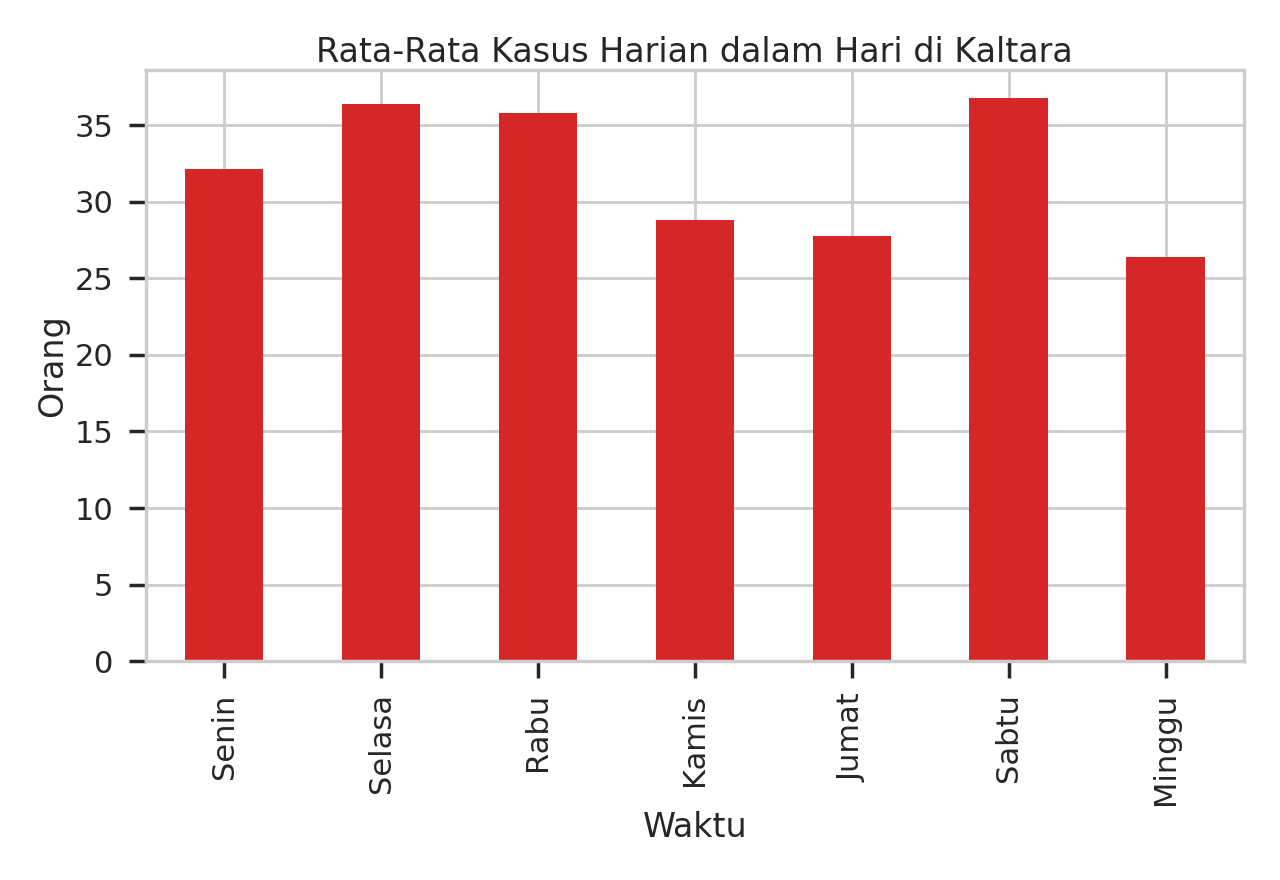 Rata-Rata Kasus Harian dalam Hari di Kaltara
Orang
35
30
25
20
15
10
5
0
Senin
Selasa
Rabu
Kamis
Jumat
Sabtu
Minggu
Waktu